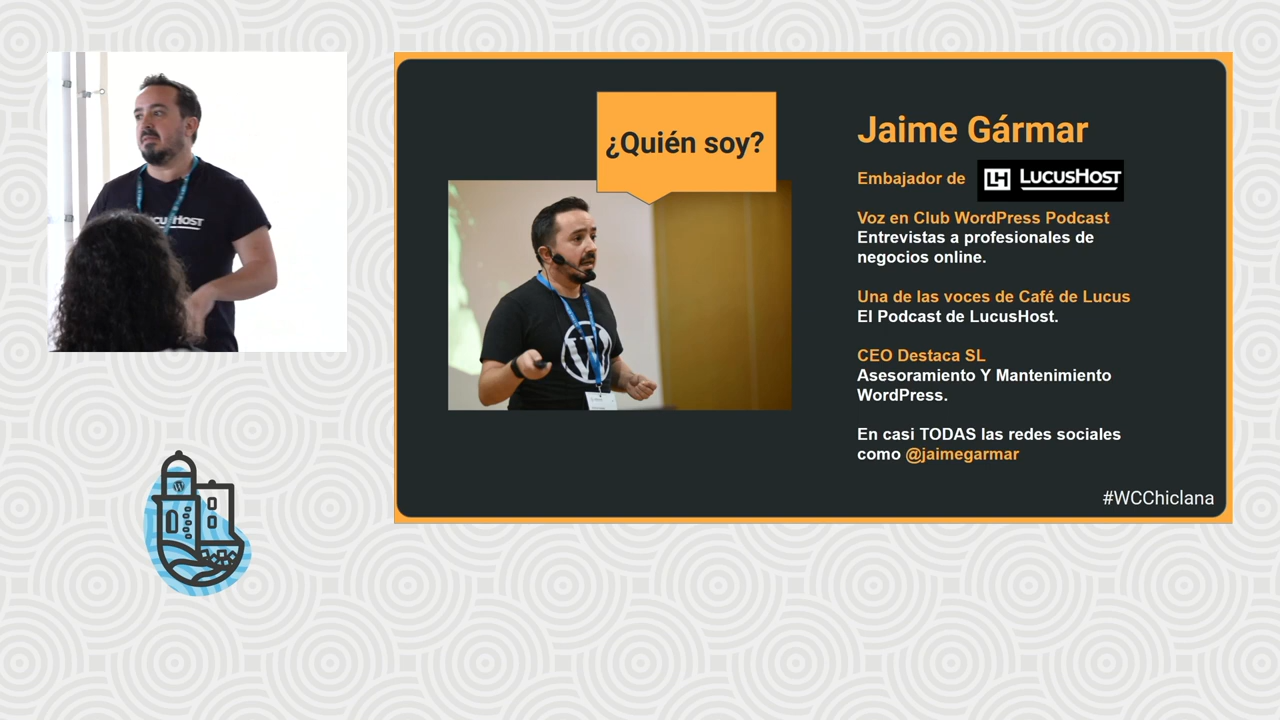 ¿Quién soy?
Jaime Gármar
Embajador de LH LUCUSHOST
Voz en Club WordPress Podcast
Entrevistas a profesionales de
negocios online.
Una de las voces de Café de Lucus
El Podcast de LucusHost.
CEO Destaca SL
Asesoramiento Y Mantenimiento
WordPress.
En casi TODAS las redes sociales
como @jaimegarmar
#WCChiclana